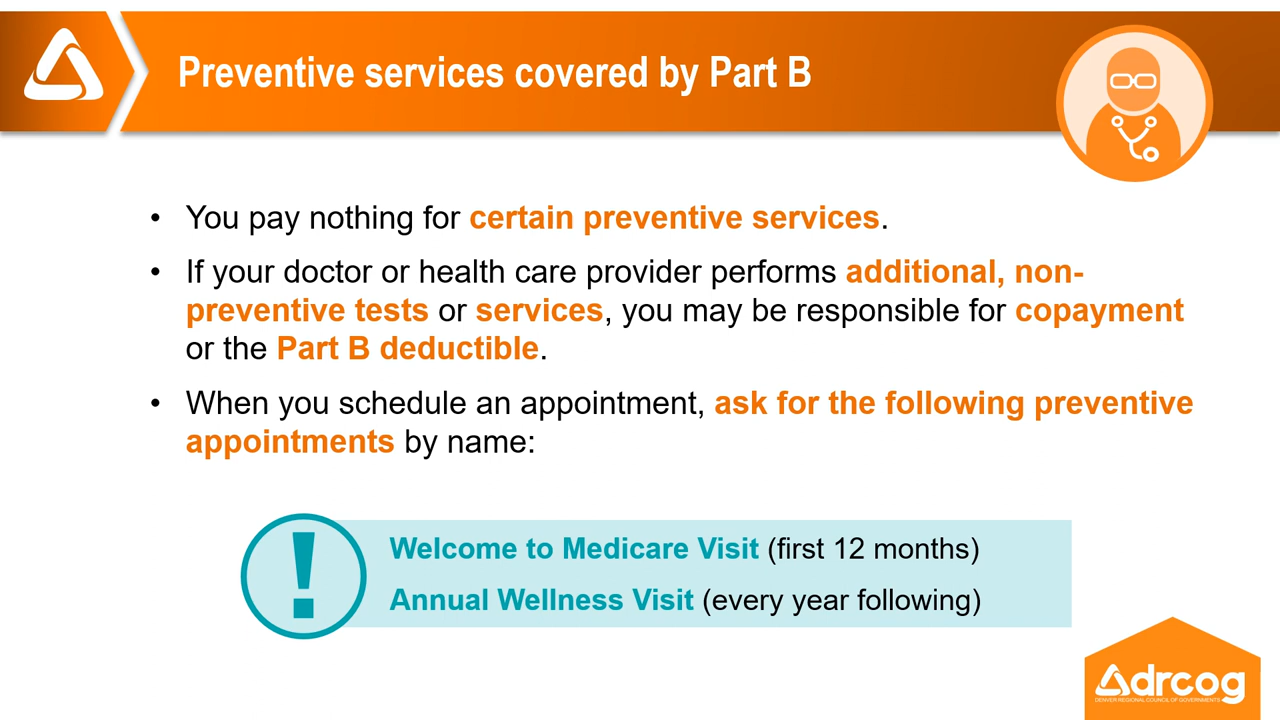 Preventive services covered by Part B
• You pay nothing for certain preventive services.
• If your doctor or health care provider performs additional, non-
preventive tests or services, you may be responsible for copayment
or the Part B deductible.
• When you schedule an appointment, ask for the following preventive
appointments by name:
! Welcome to Medicare Visit (first 12 months)
Annual Wellness Visit (every year following)
drcog
DENVER REGIONAL COUNCIL OF GOVERNMENTS